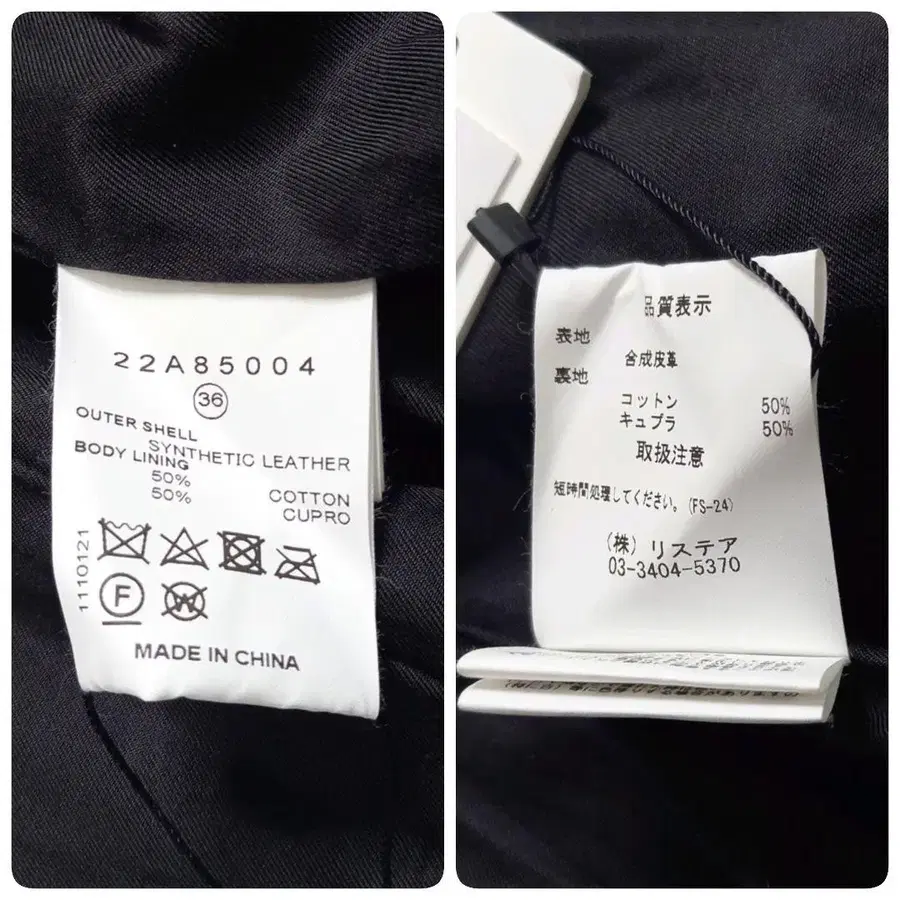 22A85004
36
OUTER SHELL
SYNTHETIC LEATHER
BODY LINING
50% COTTON
50% CUPRO
1110121
F
W
MADE IN CHINA
品質表示
表地
合成皮革
裏地
コットン 50%
キュプラ 50%
取扱注意
短時間処理してください。(FS-24)
(株) リステア
03-3404-5370